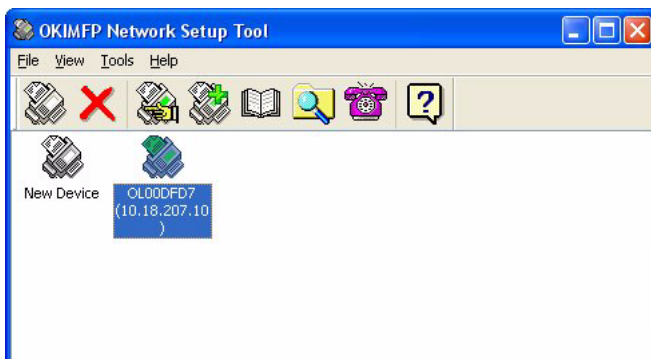 OKIMFP Network Setup Tool
File View Tools Help
?
New Device
OL00DFD7
(10.18.207.10
)